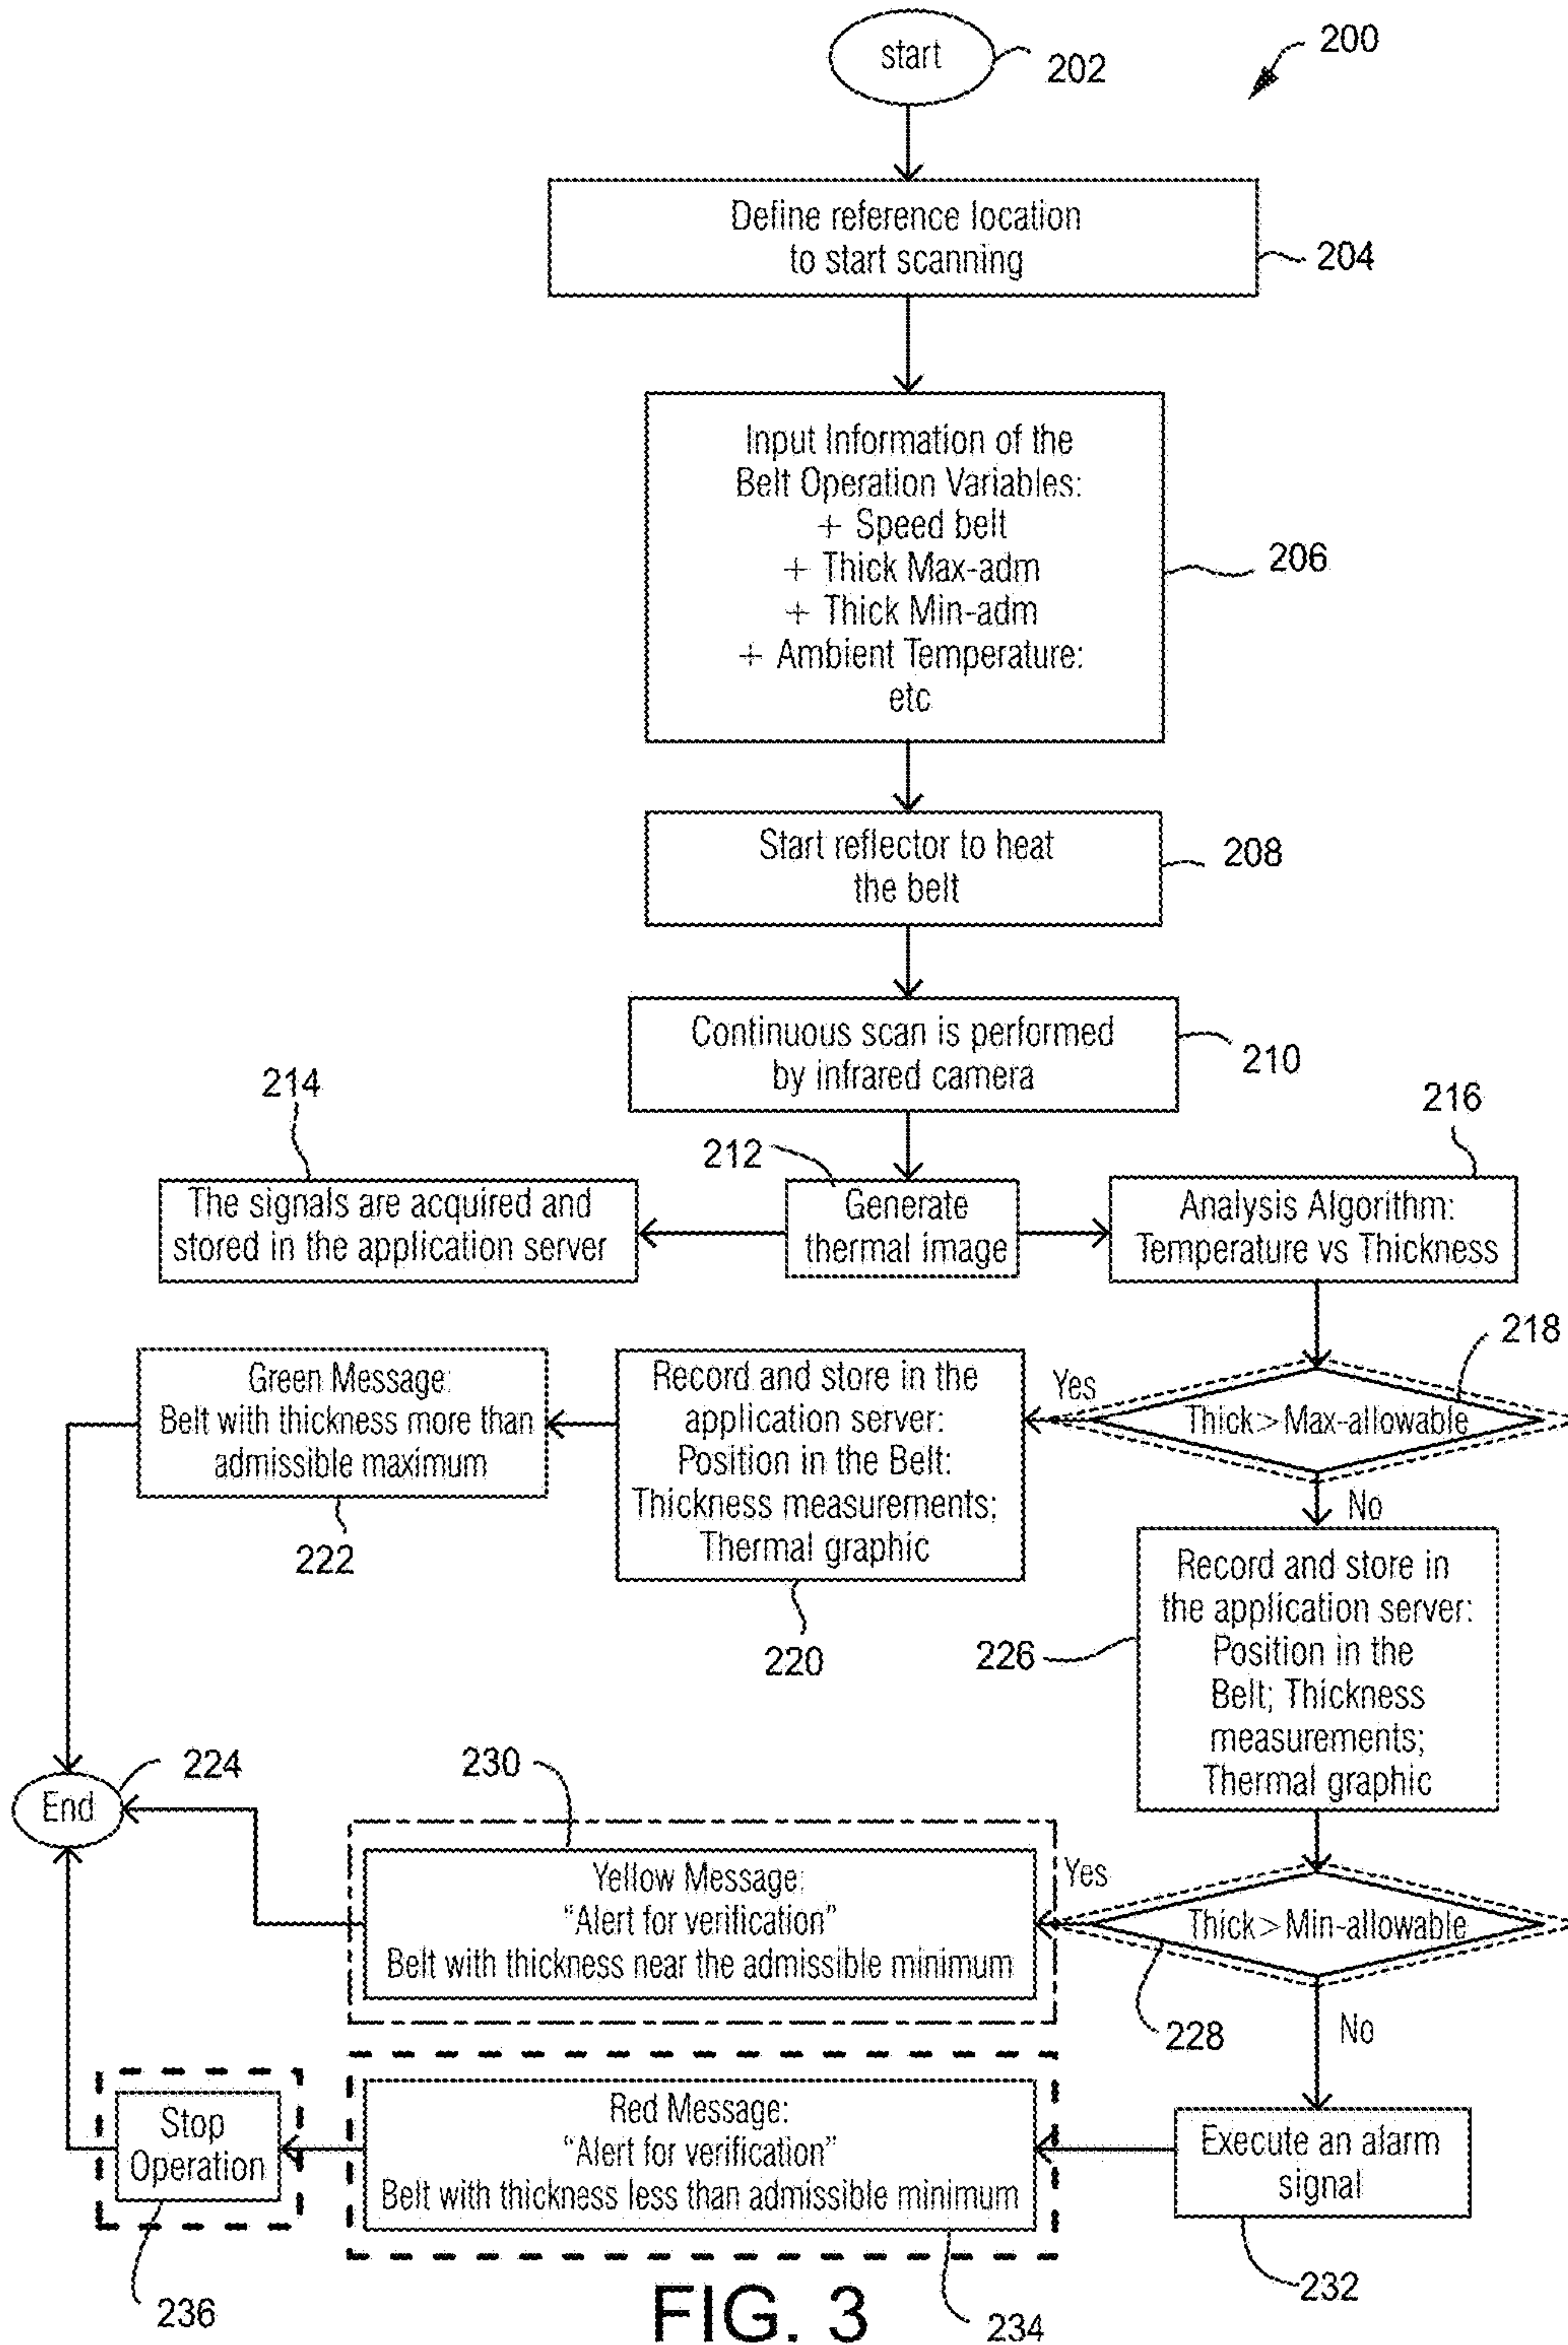 start
202
200
Define reference location
to start scanning
204
Input Information of the
Belt Operation Variables:
+ Speed belt
+ Thick Max-adm
+ Thick Min-adm
+ Ambient Temperature:
etc
206
Start reflector to heat
the belt
208
Continuous scan is performed
by infrared camera
210
214
212
216
The signals are acquired and
stored in the application server
Generate
thermal image
Analysis Algorithm:
Temperature vs Thickness
218
Green Message:
Belt with thickness more than
admissible maximum
222
Record and store in the
application server:
Position in the Belt:
Thickness measurements;
Thermal graphic
220
Yes
Thick > Max-allowable
No
Record and store in
the application server:
Position in the
Belt; Thickness
measurements;
Thermal graphic
226
224
End
230
Yellow Message:
“Alert for verification”
Belt with thickness near the admissible minimum
Yes
Thick > Min-allowable
228
No
Stop
Operation
236
Red Message:
“Alert for verification”
Belt with thickness less than admissible minimum
234
Execute an alarm
signal
232
FIG. 3